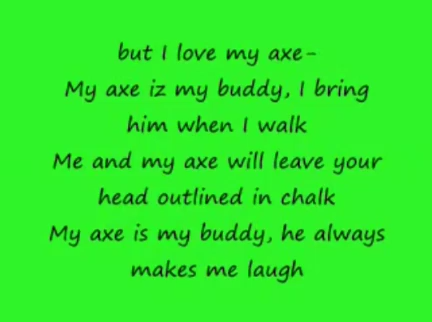 but I love my axe-
My axe iz my buddy, I bring
him when I walk
Me and my axe will leave your
head outlined in chalk
My axe is my buddy, he always
makes me laugh